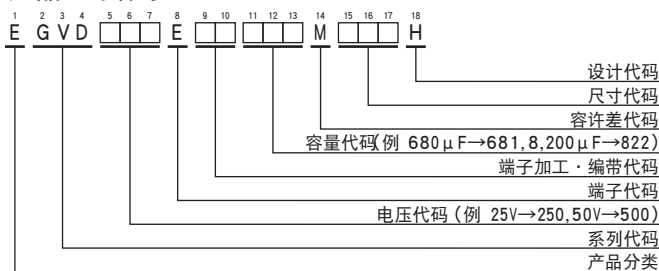 1 2 3 4 5 6 7 8 9 10 11 12 13 14 15 16 17 18
E GVD □□□ E □□ □□□ M □□□ H
设计代码
尺寸代码
容许差代码
容量代码(例 680μF→681,8,200μF→822)
端子加工・编带代码
端子代码
电压代码(例 25V→250,50V→500)
系列代码
产品分类